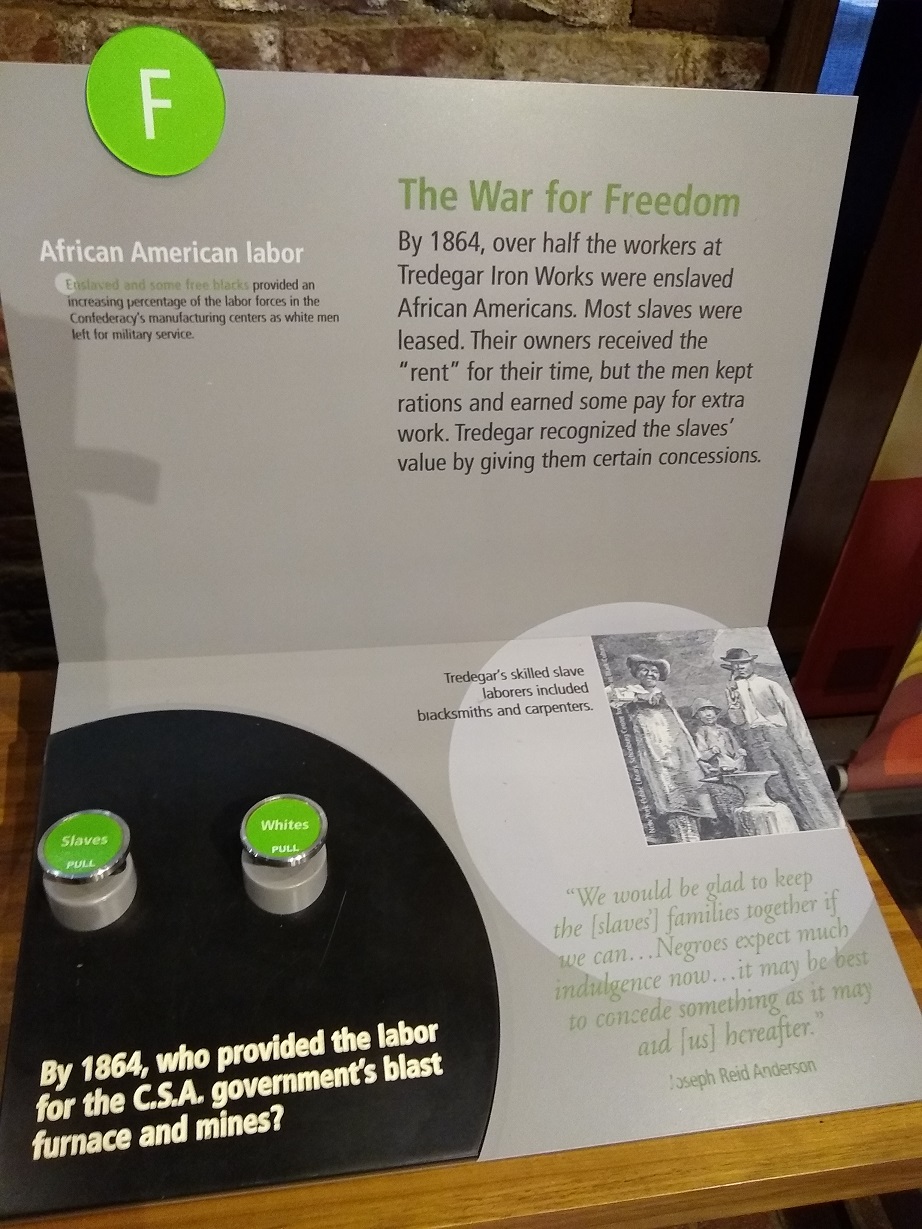 F
The War for Freedom
By 1864, over half the workers at
Tredegar Iron Works were enslaved
African Americans. Most slaves were
leased. Their owners received the
“rent” for their time, but the men kept
rations and earned some pay for extra
work. Tredegar recognized the slaves’
value by giving them certain concessions.
African American labor
Enslaved and some free blacks provided an
increasing percentage of the labor forces in the
Confederacy’s manufacturing centers as white men
left for military service.
Tredegar’s skilled slave
laborers included
blacksmiths and carpenters.
Slaves
PULL
Whites
PULL
By 1864, who provided the labor
for the C.S.A. government’s blast
furnace and mines?
“We would be glad to keep
the [slaves’] families together if
we can...Negroes expect much
indulgence now...it may be best
to concede something as it may
aid [us] hereafter.”
Joseph Reid Anderson